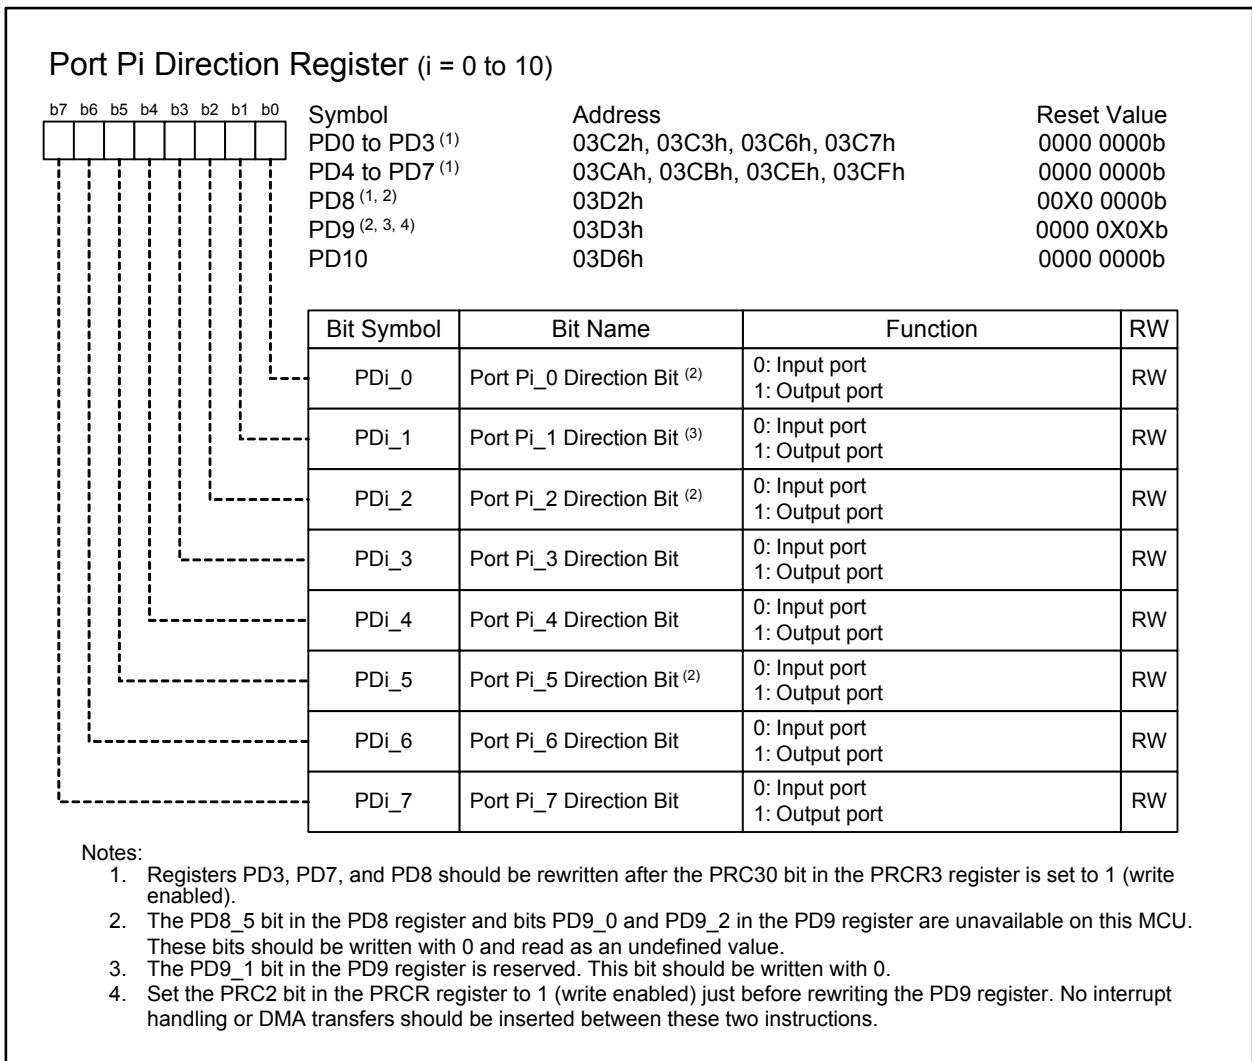 Port Pi Direction Register (i = 0 to 10)
b7 b6 b5 b4 b3 b2 b1 b0
Symbol Address Reset Value
PD0 to PD3 (1) 03C2h, 03C3h, 03C6h, 03C7h 0000 0000b
PD4 to PD7 (1) 03CAh, 03CBh, 03CEh, 03CFh 0000 0000b
PD8 (1, 2) 03D2h 00X0 0000b
PD9 (2, 3, 4) 03D3h 0000 0X0Xb
PD10 03D6h 0000 0000b
Bit Symbol Bit Name Function RW
PDi_0 Port Pi_0 Direction Bit (2) 0: Input port
1: Output port RW
PDi_1 Port Pi_1 Direction Bit (3) 0: Input port
1: Output port RW
PDi_2 Port Pi_2 Direction Bit (2) 0: Input port
1: Output port RW
PDi_3 Port Pi_3 Direction Bit 0: Input port
1: Output port RW
PDi_4 Port Pi_4 Direction Bit 0: Input port
1: Output port RW
PDi_5 Port Pi_5 Direction Bit (2) 0: Input port
1: Output port RW
PDi_6 Port Pi_6 Direction Bit 0: Input port
1: Output port RW
PDi_7 Port Pi_7 Direction Bit 0: Input port
1: Output port RW
Notes:
1. Registers PD3, PD7, and PD8 should be rewritten after the PRC30 bit in the PRCR3 register is set to 1 (write
enabled).
2. The PD8_5 bit in the PD8 register and bits PD9_0 and PD9_2 in the PD9 register are unavailable on this MCU.
These bits should be written with 0 and read as an undefined value.
3. The PD9_1 bit in the PD9 register is reserved. This bit should be written with 0.
4. Set the PRC2 bit in the PRCR register to 1 (write enabled) just before rewriting the PD9 register. No interrupt
handling or DMA transfers should be inserted between these two instructions.